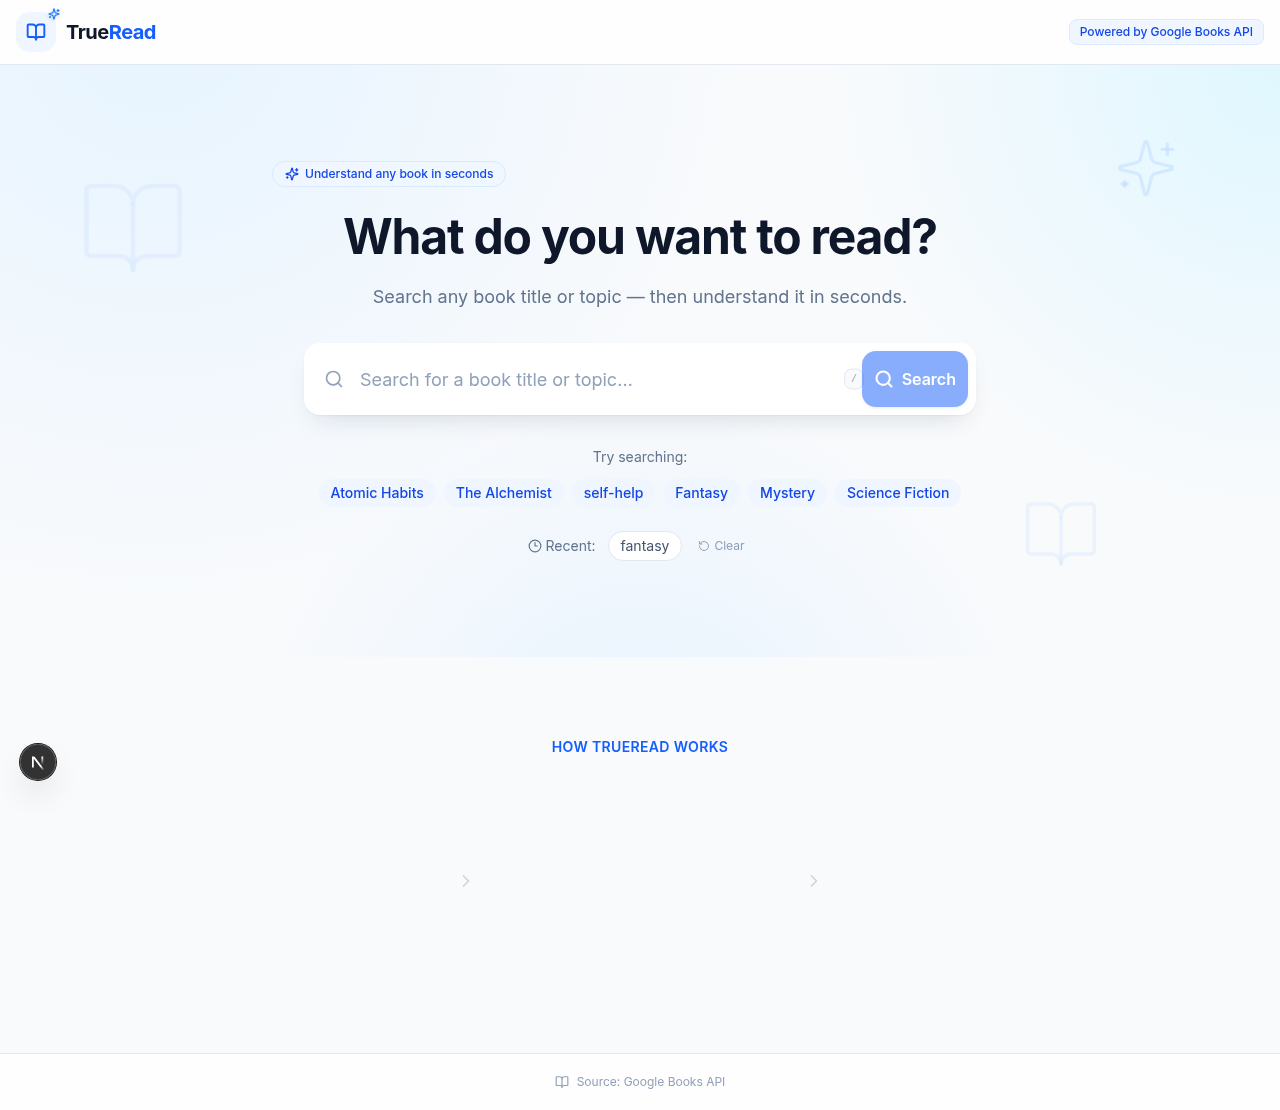 TrueRead
Powered by Google Books API
Understand any book in seconds
What do you want to read?
Search any book title or topic — then understand it in seconds.
Search for a book title or topic...
/
Search
Try searching:
Atomic Habits
The Alchemist
self-help
Fantasy
Mystery
Science Fiction
Recent:
fantasy
Clear
HOW TRUEREAD WORKS
N
Source: Google Books API